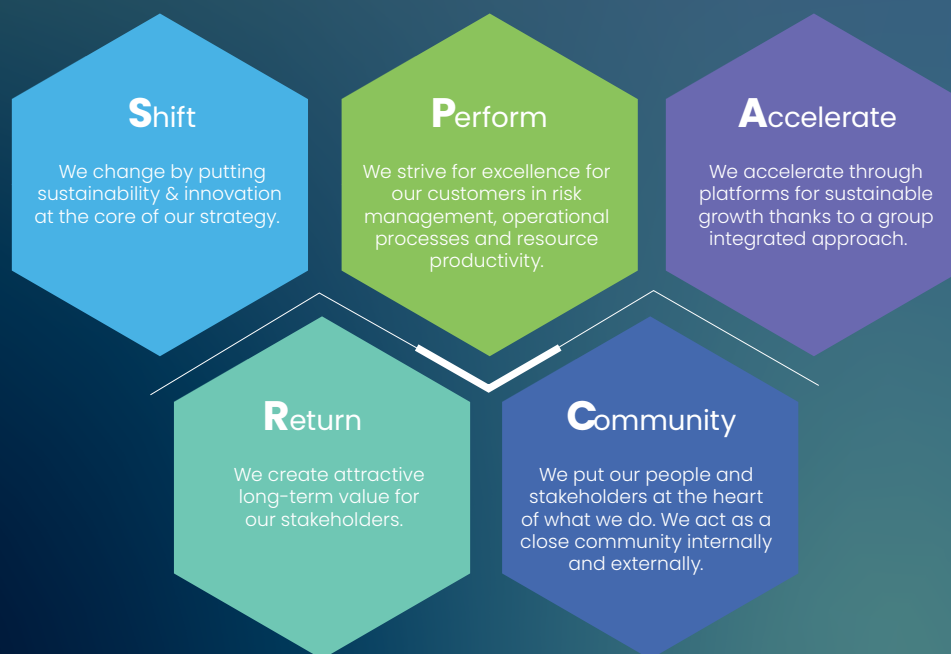 Shift
We change by putting
sustainability & innovation
at the core of our strategy.
Perform
We strive for excellence for
our customers in risk
management, operational
processes and resource
productivity.
Accelerate
We accelerate through
platforms for sustainable
growth thanks to a group
integrated approach.
Return
We create attractive
long-term value for
our stakeholders.
Community
We put our people and
stakeholders at the heart
of what we do. We act as a
close community internally
and externally.